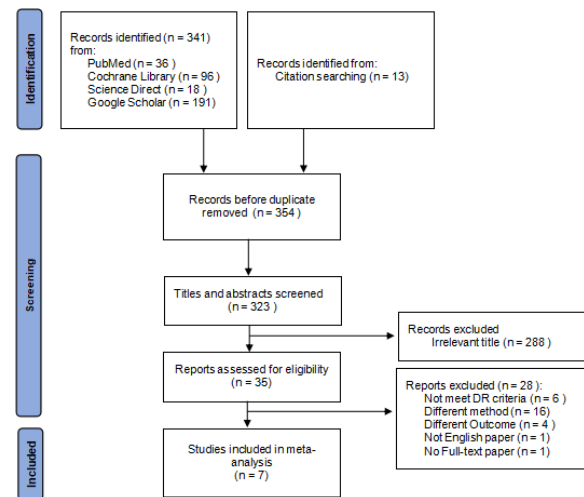 Identification
Records identified (n = 341)
from:
PubMed (n = 36 )
Cochrane Library (n = 96 )
Science Direct (n = 18 )
Google Scholar (n = 191)
Records identified from:
Citation searching (n = 13)
Screening
Records before duplicate
removed (n = 354)
Titles and abstracts screened
(n = 323 )
Records excluded
Irrelevant title (n = 288 )
Reports assessed for eligibility
(n = 35)
Reports excluded (n = 28 ):
Not meet DR criteria (n = 6 )
Different method (n = 16)
Different Outcome (n = 4 )
Not English paper (n = 1)
No Full-text paper (n = 1)
Included
Studies included in meta-
analysis
(n = 7)